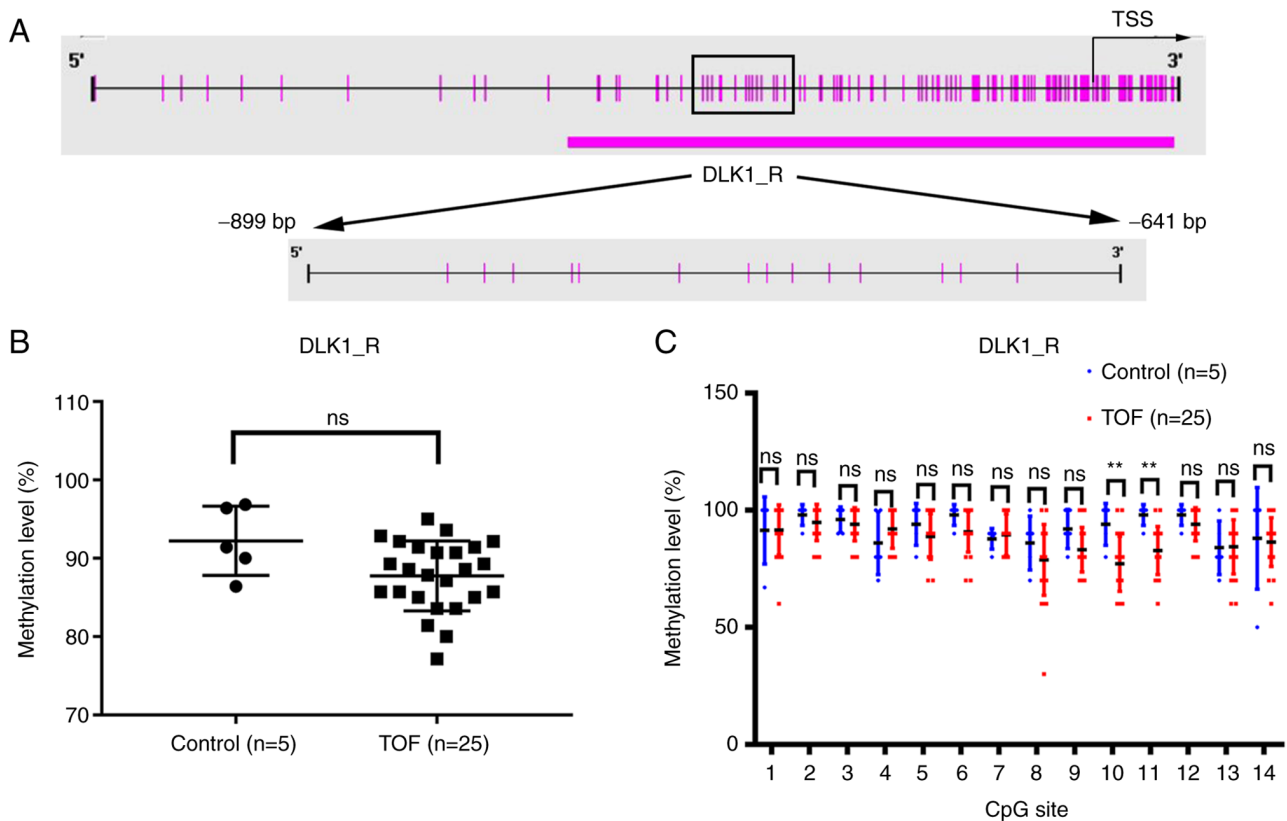 A
TSS
5'
3'
DLK1_R
−899 bp
−641 bp
5'
3'
B
DLK1_R
ns
110
100
90
80
70
Methylation level (%)
Control (n=5)
TOF (n=25)
C
DLK1_R
Control (n=5)
TOF (n=25)
150
100
50
0
Methylation level (%)
ns ns ns ns ns ns ns ns ns ** ** ns ns ns
1 2 3 4 5 6 7 8 9 10 11 12 13 14
CpG site